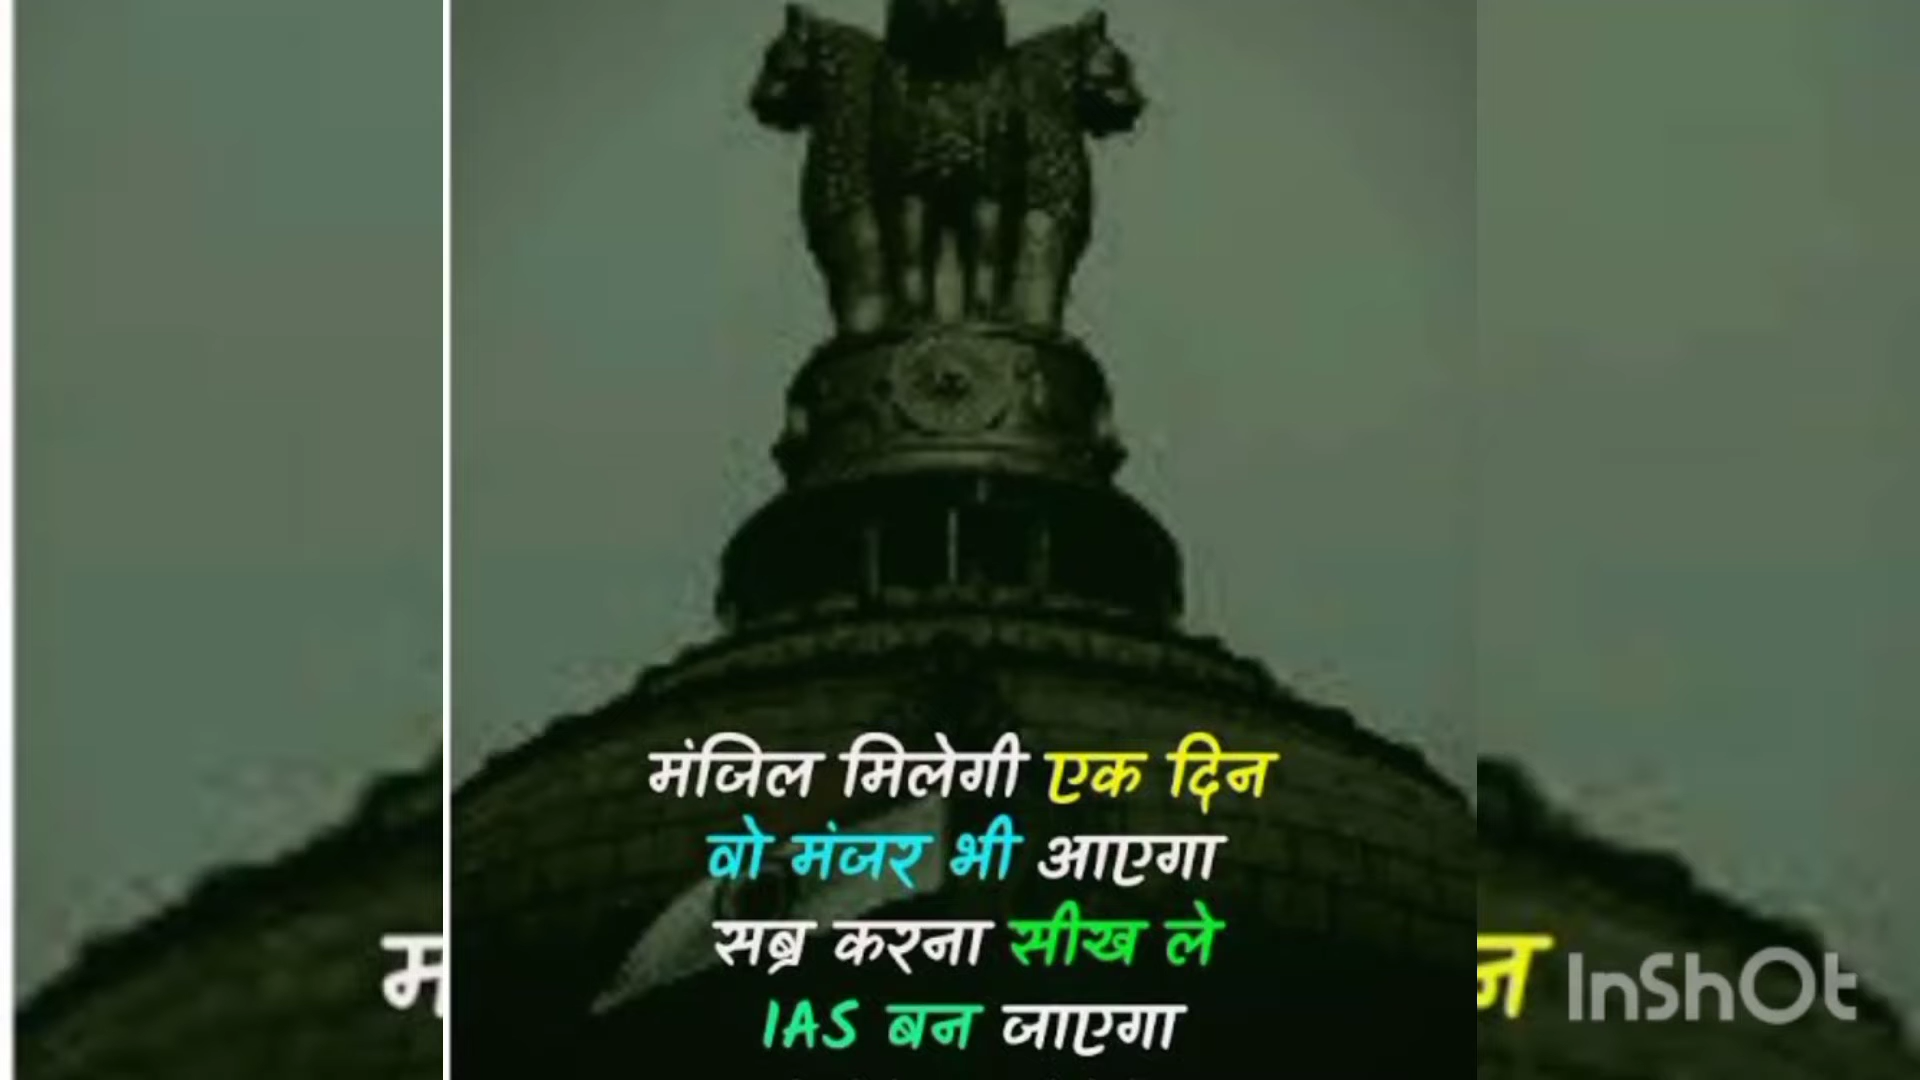 मंजिल मिलेगी एक दिन
वो मंजर भी आएगा
सब्र करना सीख ले
IAS बन जाएगा
InShOt